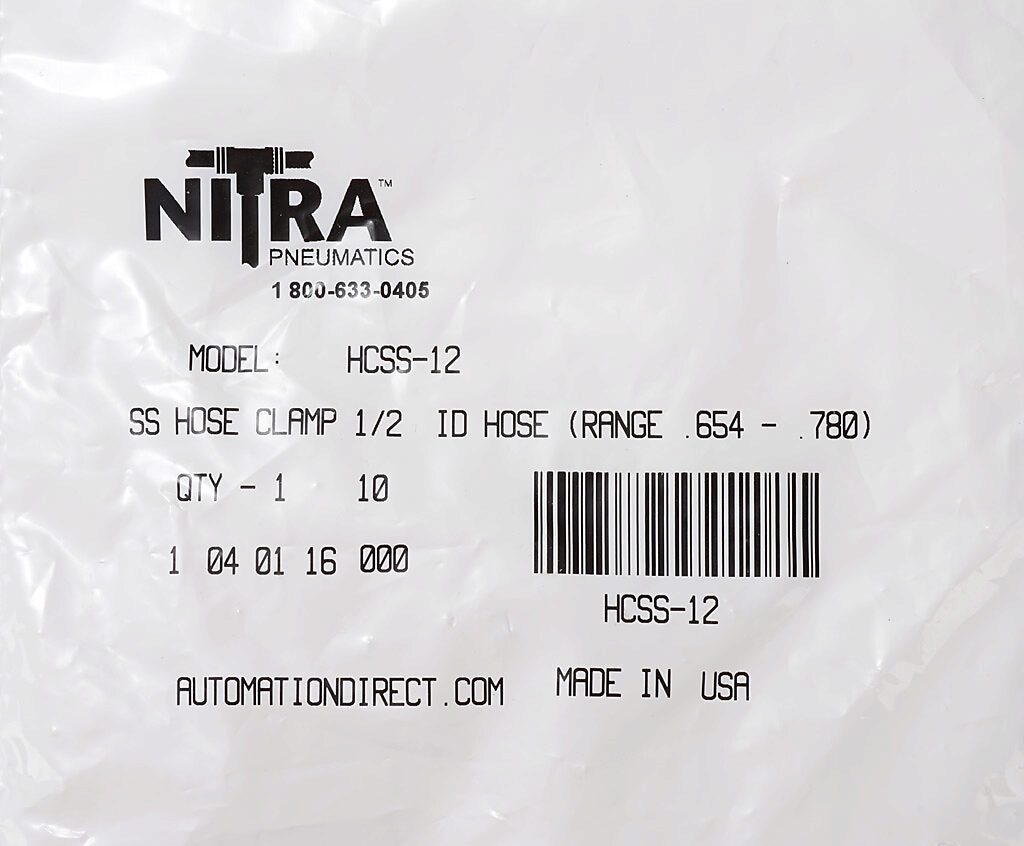 NITRA™
PNEUMATICS
1 800-633-0405
MODEL: HCSS-12
SS HOSE CLAMP 1/2 ID HOSE (RANGE .654 - .780)
QTY - 1 10
1 04 01 16 000
HCSS-12
AUTOMATIONDIRECT.COM MADE IN USA